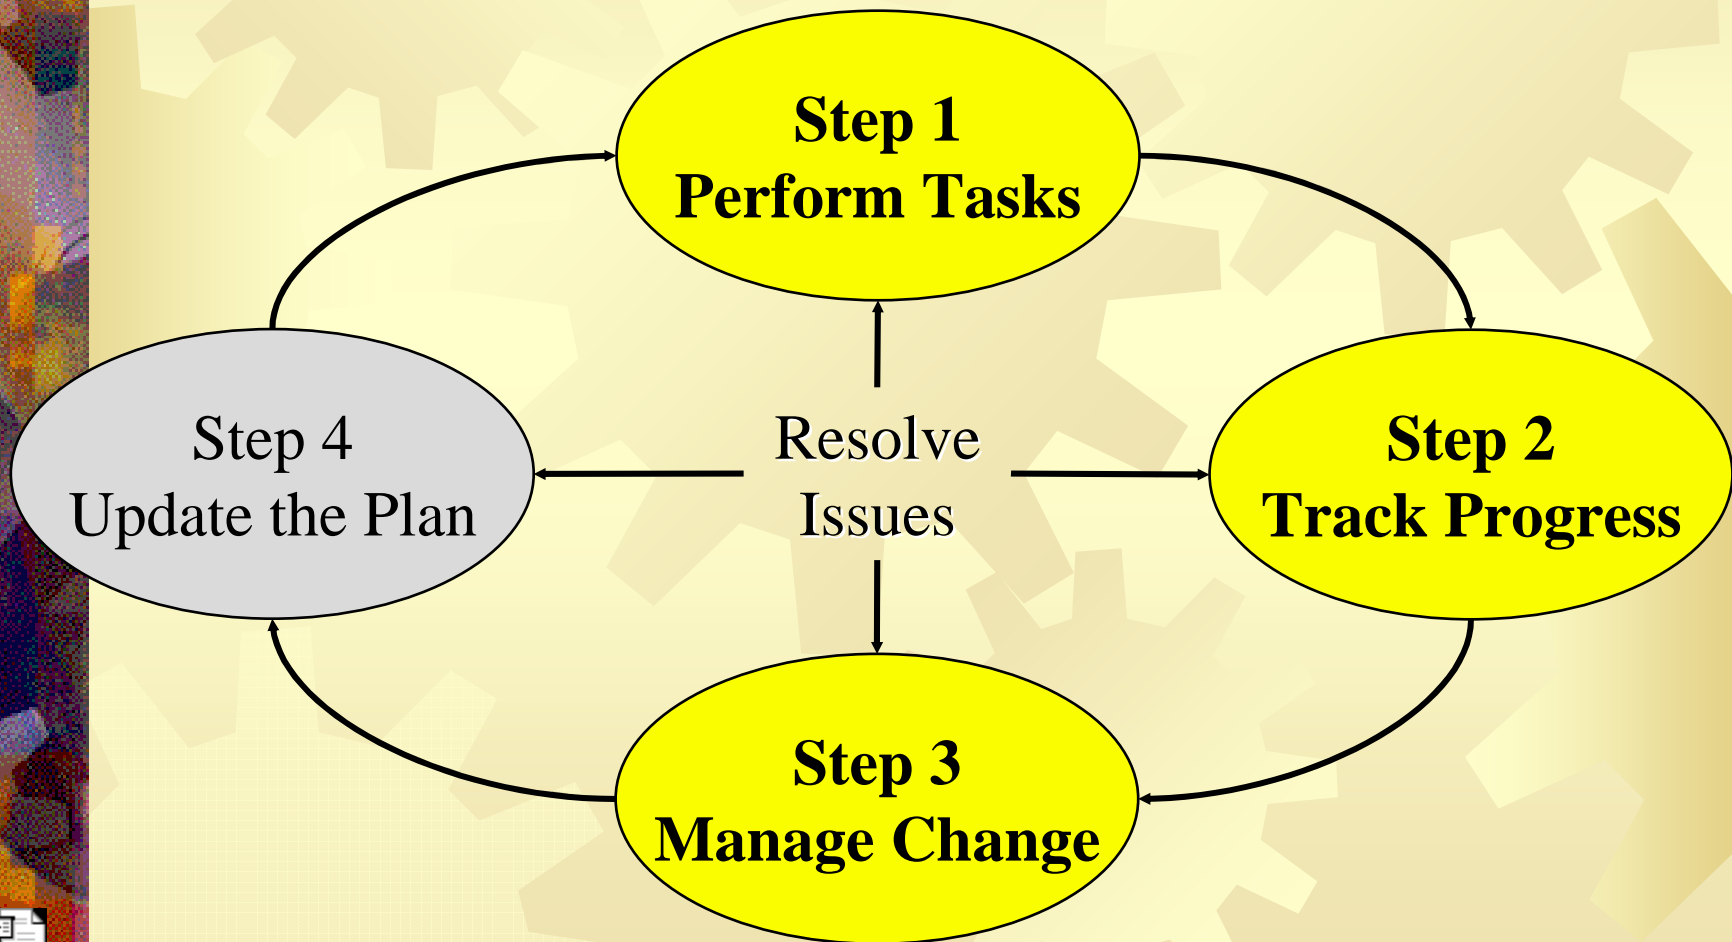 Step 1
Perform Tasks
Step 4
Update the Plan
Resolve
Issues
Step 2
Track Progress
Step 3
Manage Change